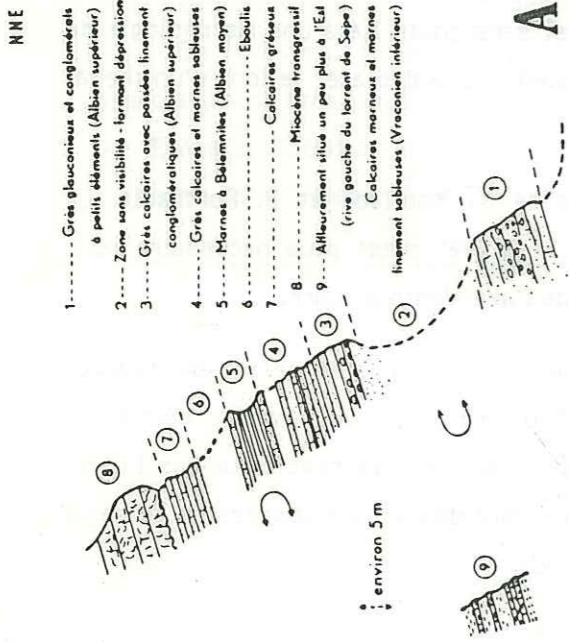 NNE
1------ Grès glauconieux et conglomérats
à petits éléments (Albien supérieur)
2---- Zone sans visibilité - formant dépression
3---- Grès calcaires avec passées finement
conglomératiques (Albien supérieur)
4------ Grès calcaires et marnes sableuses
5------ Marnes à Bélemnites (Albien moyen)
6---------- Eboulis
7---------- Calcaires gréseux
8---------- Miocène transgressif
9---- Affleurement situé un peu plus à l'Est
(rive gauche du torrent de Sepe)
Calcaires marneux et marnes
finement sableuses (Vraconien inférieur)
8
7
6
5
4
3
2
1
environ 5 m
9
A